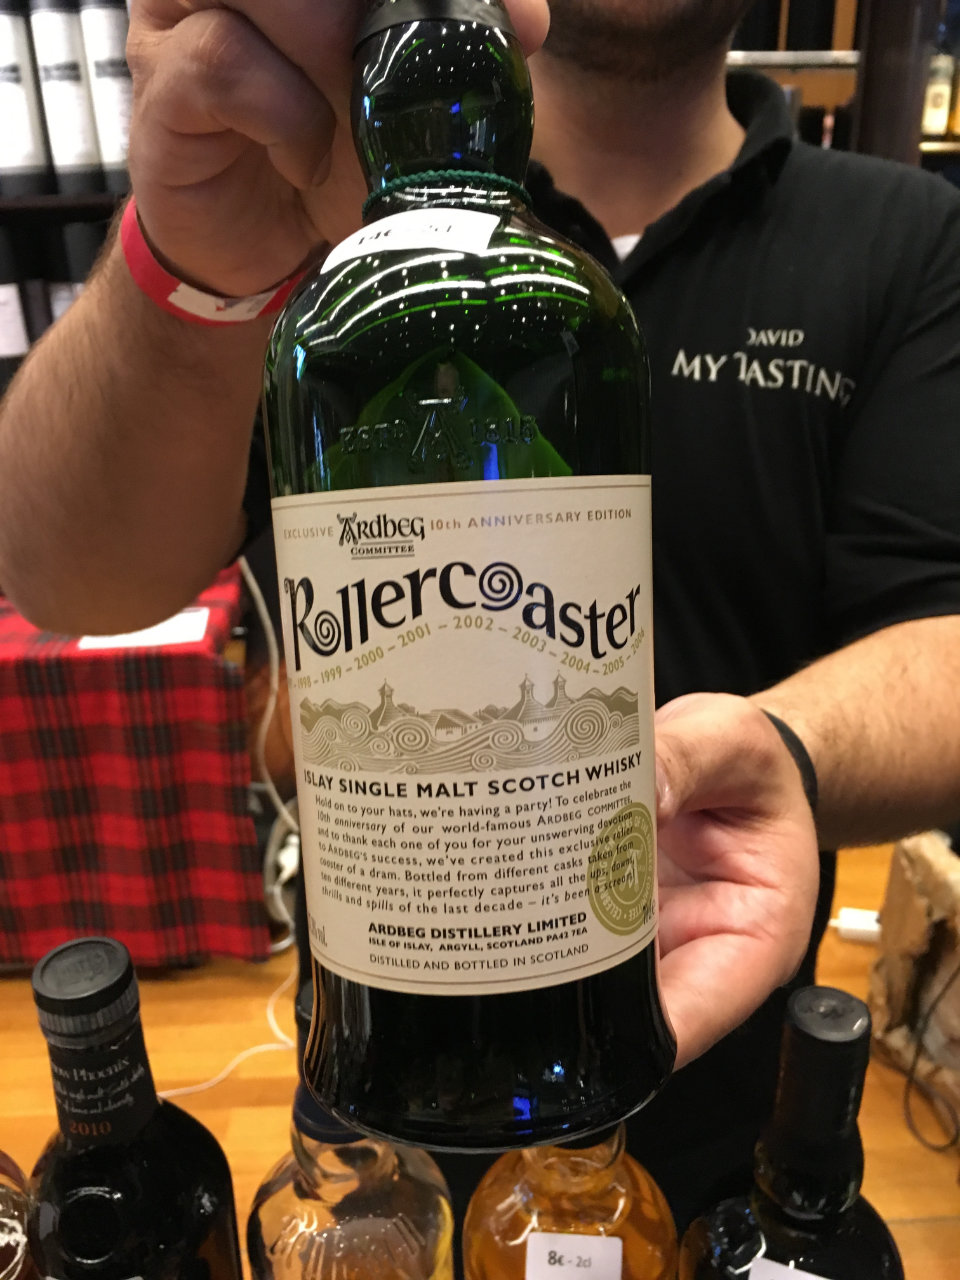 14€ - 2cl
DAVID
MY TASTING
ESTD A 1815
EXCLUSIVE ARDBEG COMMITTEE 10th ANNIVERSARY EDITION
Rollercoaster
1998 – 1999 – 2000 – 2001 – 2002 – 2003 – 2004 – 2005 – 2006
ISLAY SINGLE MALT SCOTCH WHISKY
Hold on to your hats, we're having a party! To celebrate the
10th anniversary of our world-famous ARDBEG COMMITTEE,
and to thank each one of you for your unswerving devotion
to ARDBEG'S success, we've created this exclusive roller
coaster of a dram. Bottled from different casks taken from
ten different years, it perfectly captures all the ups, downs,
thrills and spills of the last decade – it's been a scream!
ARDBEG DISTILLERY LIMITED
ISLE OF ISLAY, ARGYLL, SCOTLAND PA42 7EA
DISTILLED AND BOTTLED IN SCOTLAND
Phoenix
2010
8€ - 2cl